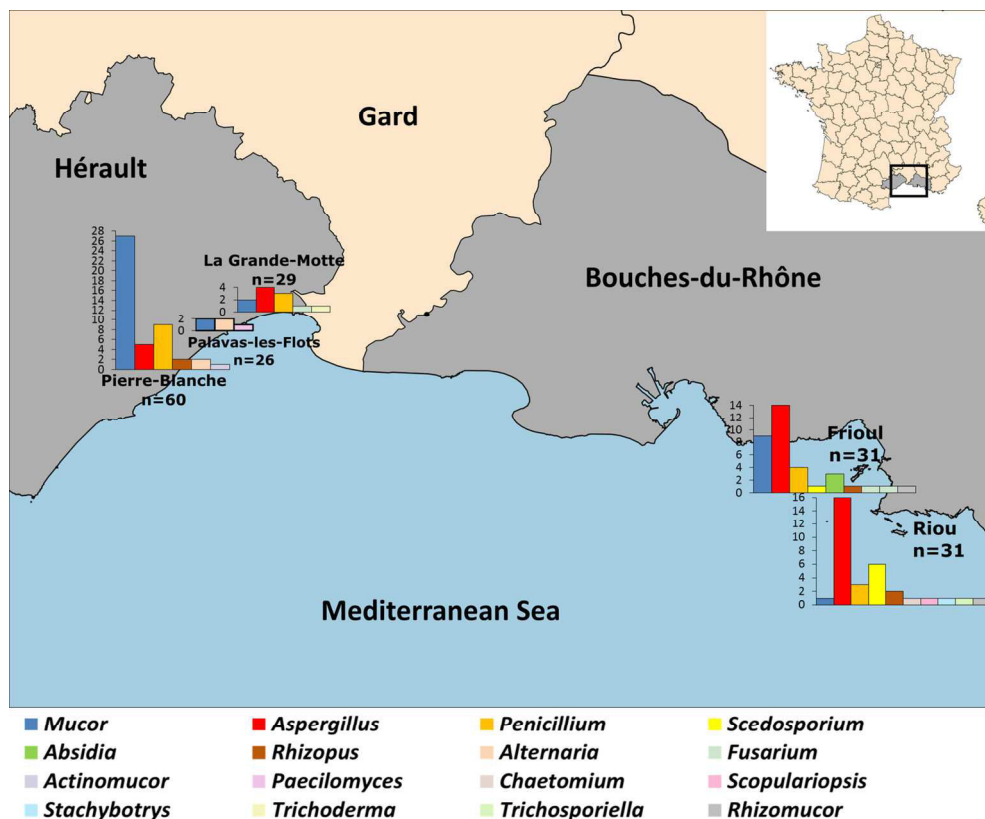 Gard
Hérault
Bouches-du-Rhône
28
26
24
22
20
18
16
14
12
10
8
6
4
2
0
Pierre-Blanche
n=60
La Grande-Motte
n=29
4
2
0
2
0
Palavas-les-Flots
n=26
14
12
10
8
6
4
2
0
Frioul
n=31
16
14
12
10
8
6
4
2
0
Riou
n=31
Mediterranean Sea
Mucor Aspergillus Penicillium Scedosporium
Absidia Rhizopus Alternaria Fusarium
Actinomucor Paecilomyces Chaetomium Scopulariopsis
Stachybotrys Trichoderma Trichosporiella Rhizomucor